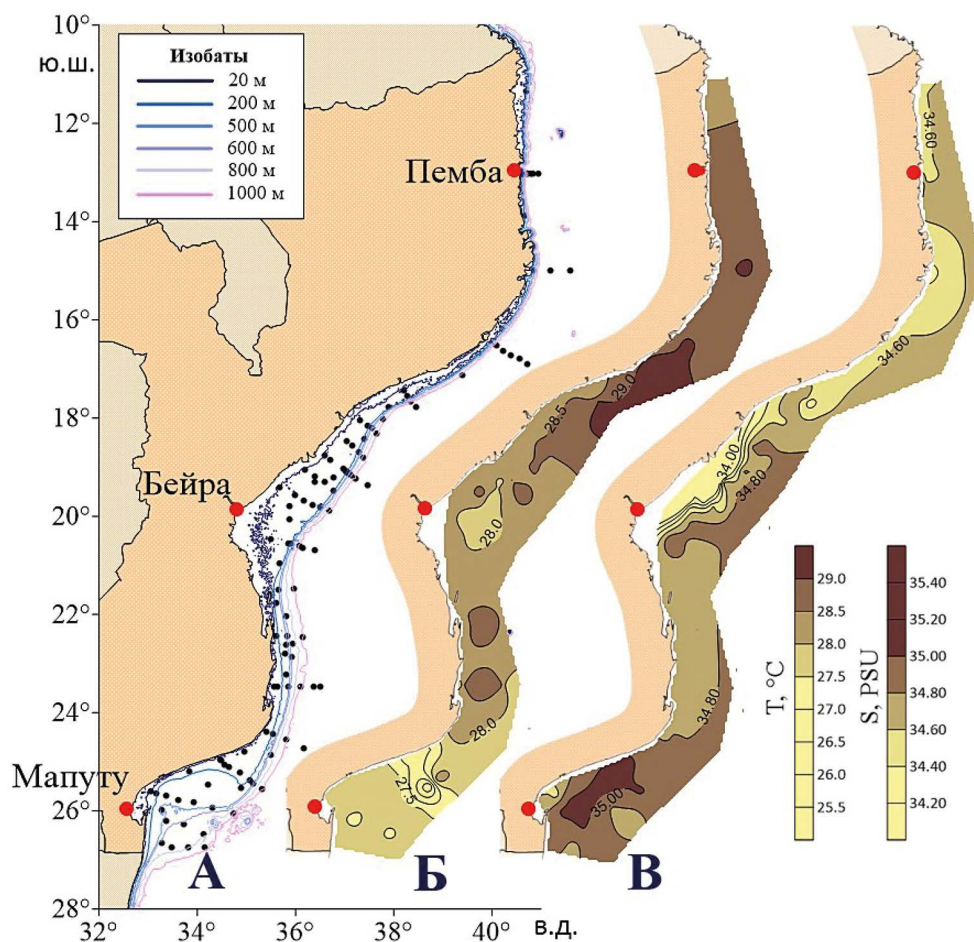 10°
ю.ш.
12°
14°
16°
18°
20°
22°
24°
26°
28°
Изобаты
20 м
200 м
500 м
600 м
800 м
1000 м
Пемба
Бейра
Мапуту
А
29.0
28.5
28.0
28.0
27.5
Б
34.60
34.60
34.00
34.80
34.80
35.00
В
T, °C
29.0
28.5
28.0
27.5
27.0
26.5
26.0
25.5
S, PSU
35.40
35.20
35.00
34.80
34.60
34.40
34.20
32° 34° 36° 38° 40° в.д.